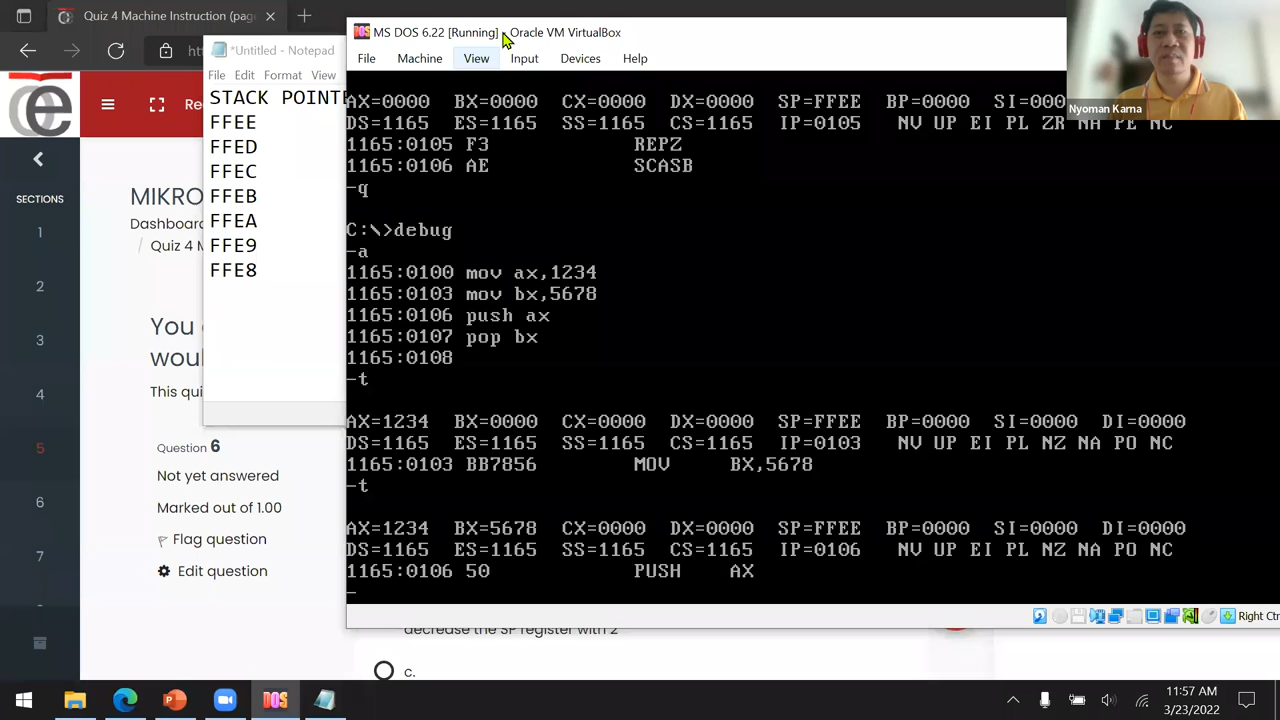 Quiz 4 Machine Instruction (page
*Untitled - Notepad
File Edit Format View
STACK POINT
FFEE
FFED
FFEC
FFEB
FFEA
FFE9
FFE8
SECTIONS
1
2
3
4
5
6
7
Re
MIKRO
Dashboar
/ Quiz 4 M
You
woul
This qui
Question 6
Not yet answered
Marked out of 1.00
Flag question
Edit question
MS DOS 6.22 [Running] - Oracle VM VirtualBox
File Machine View Input Devices Help
AX=0000 BX=0000 CX=0000 DX=0000 SP=FFEE BP=0000 SI=000
DS=1165 ES=1165 SS=1165 CS=1165 IP=0105 NV UP EI PL ZR NA PE NC
1165:0105 F3 REPZ
1165:0106 AE SCASB
-q
C:\>debug
-a
1165:0100 mov ax,1234
1165:0103 mov bx,5678
1165:0106 push ax
1165:0107 pop bx
1165:0108
-t
AX=1234 BX=0000 CX=0000 DX=0000 SP=FFEE BP=0000 SI=0000 DI=0000
DS=1165 ES=1165 SS=1165 CS=1165 IP=0103 NV UP EI PL NZ NA PO NC
1165:0103 BB7856 MOV BX,5678
-t
AX=1234 BX=5678 CX=0000 DX=0000 SP=FFEE BP=0000 SI=0000 DI=0000
DS=1165 ES=1165 SS=1165 CS=1165 IP=0106 NV UP EI PL NZ NA PO NC
1165:0106 50 PUSH AX
-
Right Ctr
decrease the SP register with 2
c.
Nyoman Karna
DOS
11:57 AM
3/23/2022